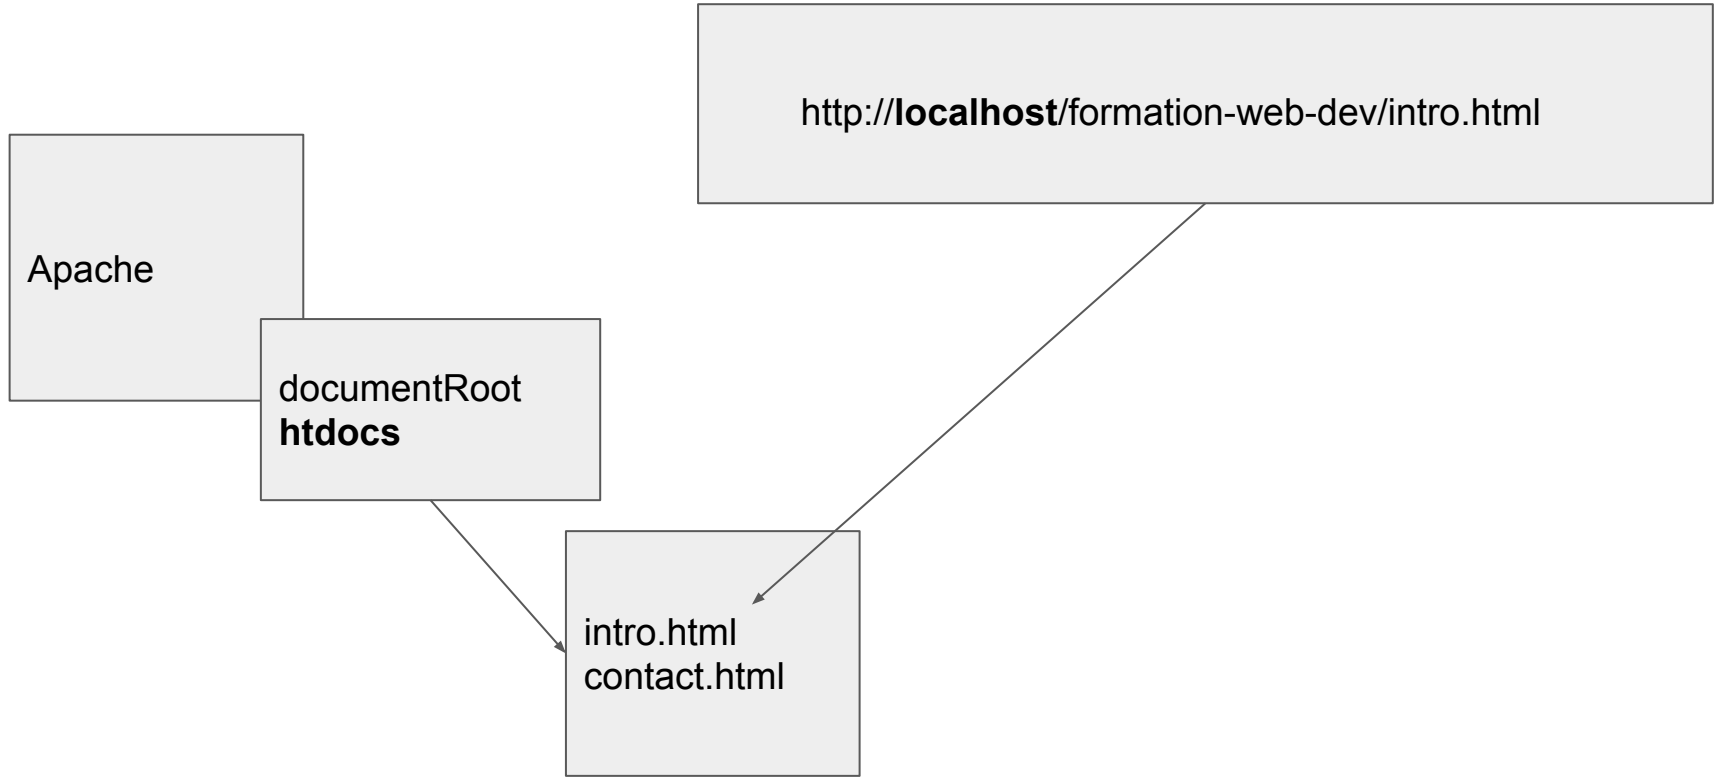 http://localhost/formation-web-dev/intro.html
Apache
documentRoot
htdocs
intro.html
contact.html